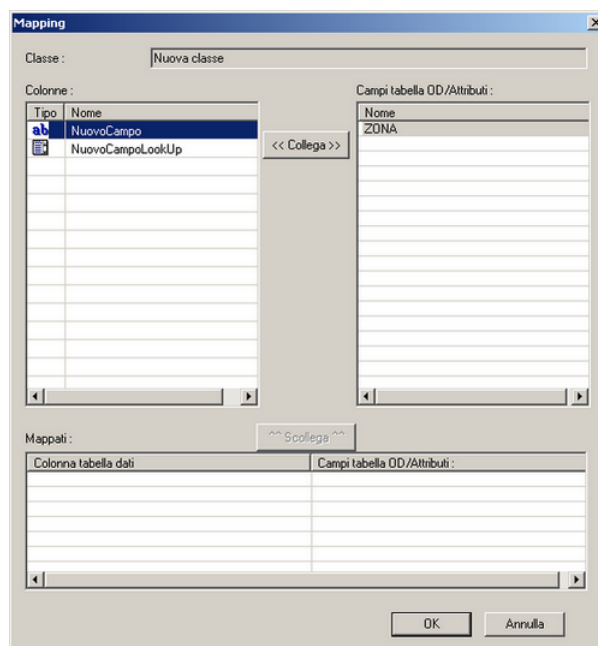 Mapping
Classe :
Nuova classe
Colonne :
Campi tabella OD/Attributi :
Tipo Nome
Nome
ab NuovoCampo
ZONA
NuovoCampoLookUp
<< Collega >>
^^ Scollega ^^
Mappati :
Colonna tabella dati
Campi tabella OD/Attributi :
OK
Annulla